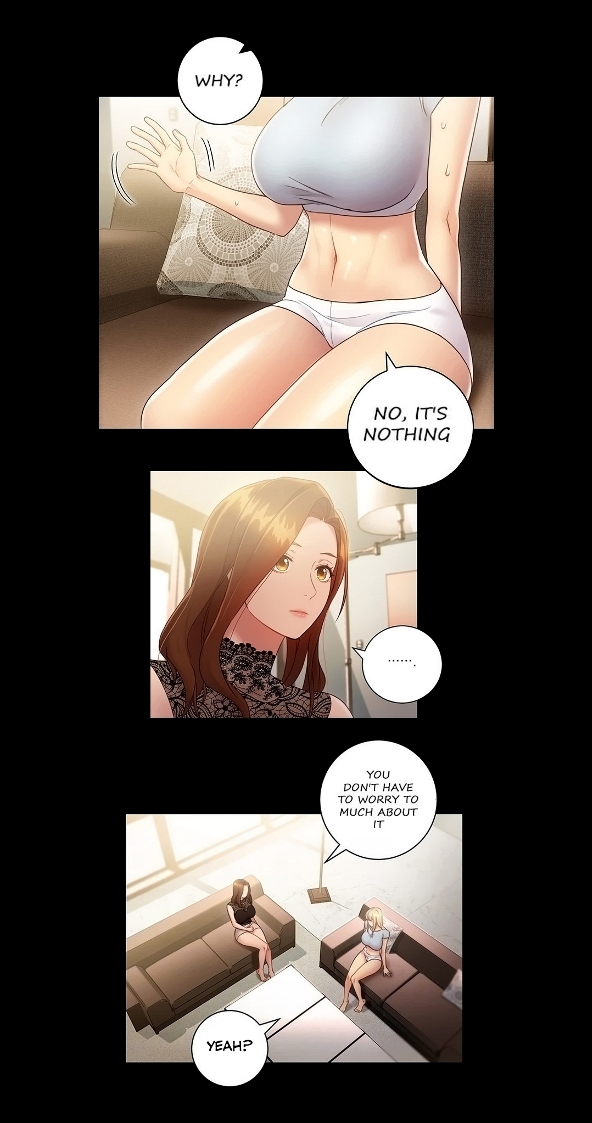 WHY?
NO, IT'S
NOTHING
.......
YOU
DON'T HAVE
TO WORRY TO
MUCH ABOUT
IT
YEAH?